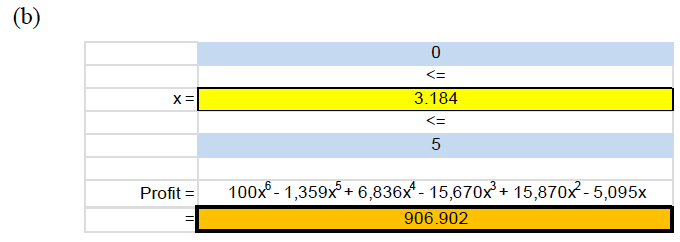 (b)
0
<=
x = 3.184
<=
5
Profit = 100x⁶ - 1,359x⁵ + 6,836x⁴ - 15,670x³ + 15,870x² - 5,095x
= 906.902